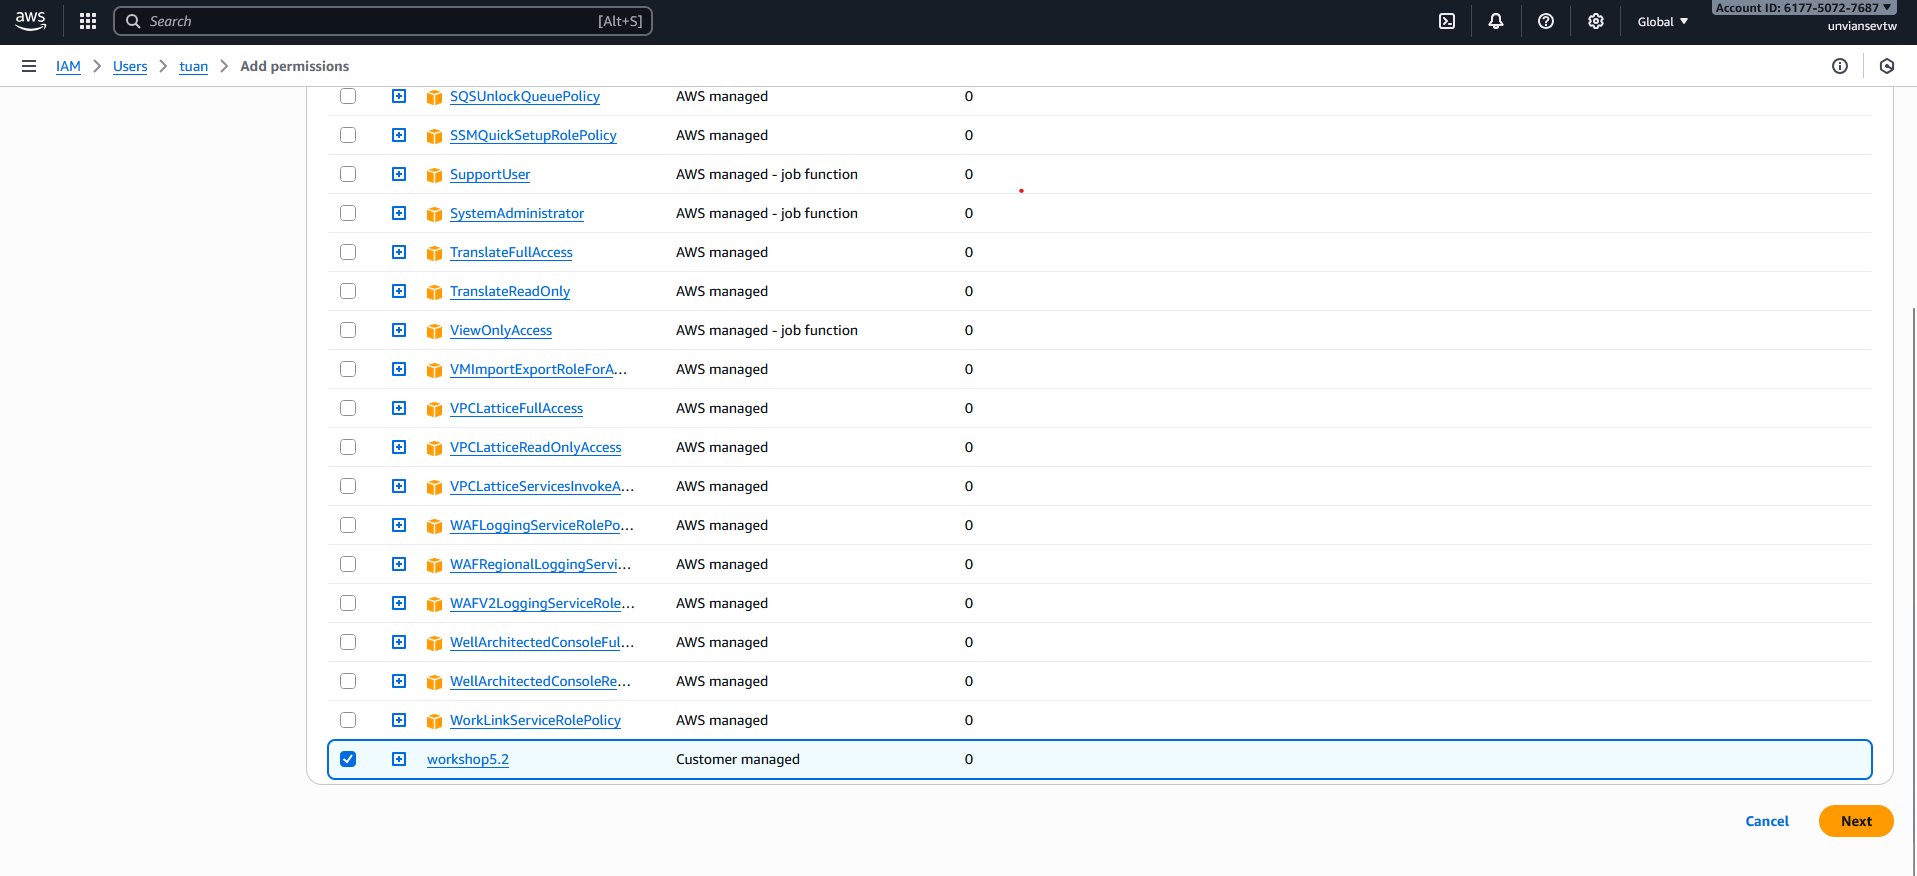 aws
Search [Alt+S]
Global
Account ID: 6177-5072-7687
unviansevtw
IAM > Users > tuan > Add permissions
SQSUnlockQueuePolicy AWS managed 0
SSMQuickSetupRolePolicy AWS managed 0
SupportUser AWS managed - job function 0
SystemAdministrator AWS managed - job function 0
TranslateFullAccess AWS managed 0
TranslateReadOnly AWS managed 0
ViewOnlyAccess AWS managed - job function 0
VMImportExportRoleForA... AWS managed 0
VPCLatticeFullAccess AWS managed 0
VPCLatticeReadOnlyAccess AWS managed 0
VPCLatticeServicesInvokeA... AWS managed 0
WAFLoggingServiceRolePo... AWS managed 0
WAFRegionalLoggingServi... AWS managed 0
WAFV2LoggingServiceRole... AWS managed 0
WellArchitectedConsoleFul... AWS managed 0
WellArchitectedConsoleRe... AWS managed 0
WorkLinkServiceRolePolicy AWS managed 0
workshop5.2 Customer managed 0
Cancel Next